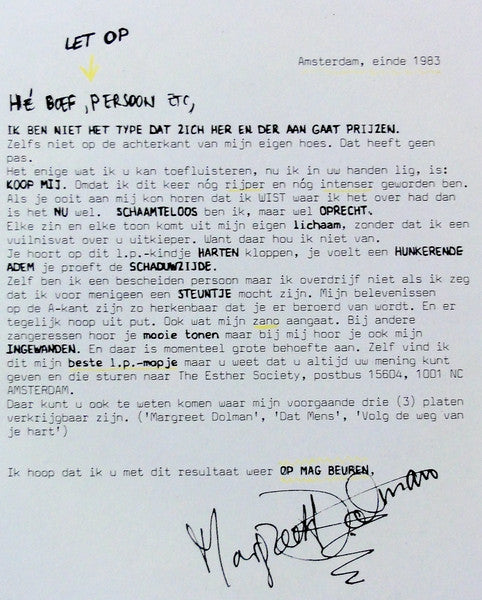 LET OP
Amsterdam, einde 1983
HÉ BOEF, PERSOON ETC,
IK BEN NIET HET TYPE DAT ZICH HER EN DER AAN GAAT PRIJZEN.
Zelfs niet op de achterkant van mijn eigen hoes. Dat heeft geen
pas.
Het enige wat ik u kan toefluisteren, nu ik in uw handen lig, is:
KOOP MIJ. Omdat ik dit keer nóg rijper en nóg intenser geworden ben.
Als je ooit aan mij kon horen dat ik WIST waar ik het over had dan
is het NU wel. SCHAAMTELOOS ben ik, maar wel OPRECHT.
Elke zin en elke toon komt uit mijn eigen lichaam, zonder dat ik een
vuilnisvat over u uitkieper. Want daar hou ik niet van.
Je hoort op dit l.p.-kindje HARTEN kloppen, je voelt een HUNKERENDE
ADEM je proeft de SCHADUWZIJDE.
Zelf ben ik een bescheiden persoon maar ik overdrijf niet als ik zeg
dat ik voor menigeen een STEUNTJE mocht zijn. Mijn belevenissen
op de A-kant zijn zo herkenbaar dat je er beroerd van wordt. En er
tegelijk hoop uit put. Ook wat mijn zang aangaat. Bij andere
zangeressen hoor je mooie tonen maar bij mij hoor je ook mijn
INGEWANDEN. En daar is momenteel grote behoefte aan. Zelf vind ik
dit mijn beste l.p.-mopje maar u weet dat u altijd uw mening kunt
geven en die sturen naar The Esther Society, postbus 15604, 1001 NC
AMSTERDAM.
Daar kunt u ook te weten komen waar mijn voorgaande drie (3) platen
verkrijgbaar zijn. ('Margreet Dolman', 'Dat Mens', 'Volg de weg van
je hart')
Ik hoop dat ik u met dit resultaat weer OP MAG BEUREN,
Margreet Dolman